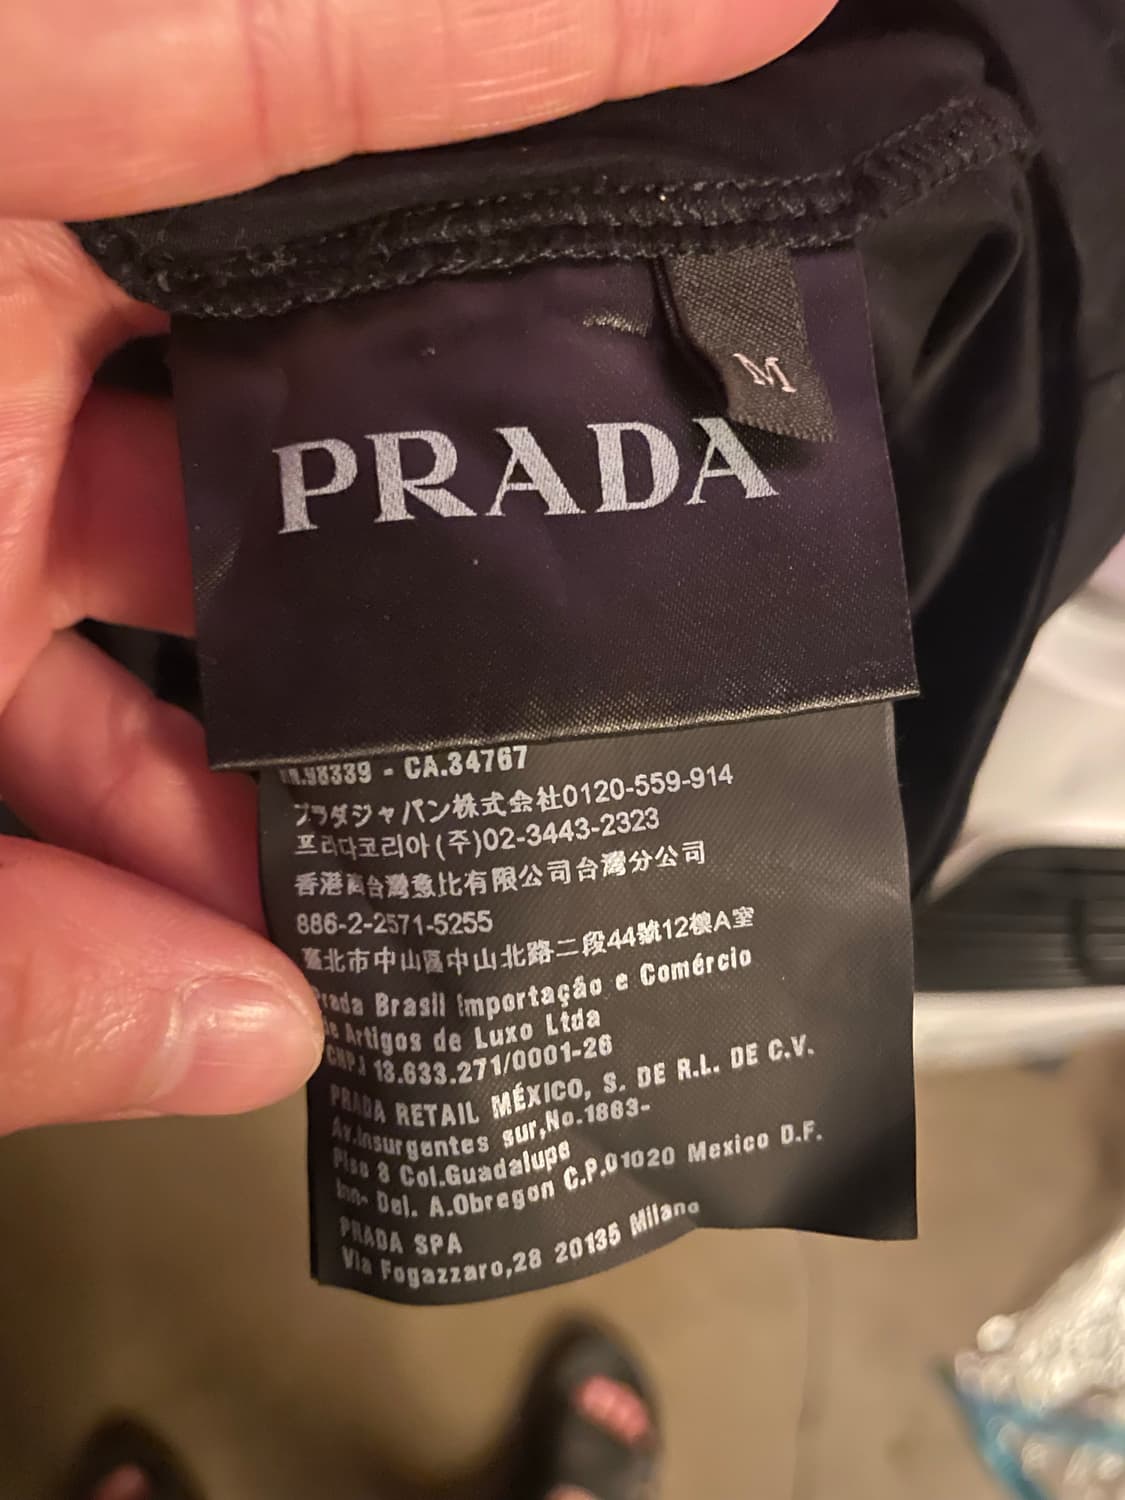 M
PRADA
98339 - CA.34767
プラダジャパン株式会社0120-559-914
프라다코리아(주)02-3443-2323
香港商台灣意比有限公司台灣分公司
886-2-2571-5255
臺北市中山區中山北路二段44號12樓A室
Prada Brasil Importação e Comércio
de Artigos de Luxo Ltda
CNPJ 13.633.271/0001-26
PRADA RETAIL MÉXICO, S. DE R.L. DE C.V.
Av.Insurgentes sur,No.1863-
Piso 8 Col.Guadalupe
Inn- Del. A.Obregon C.P.01020 Mexico D.F.
PRADA SPA
Via Fogazzaro,28 20135 Milano